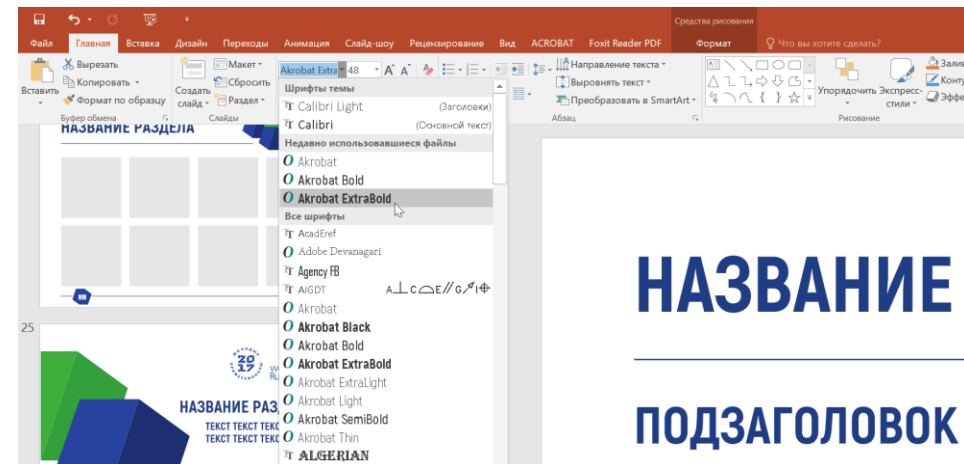 Средства рисования
Файл Главная Вставка Дизайн Переходы Анимация Слайд-шоу Рецензирование Вид ACROBAT Foxit Reader PDF Формат Что вы хотите сделать?
Вставить
Вырезать
Копировать
Формат по образцу
Буфер обмена
Создать
слайд
Макет
Сбросить
Раздел
Слайды
Akrobat Extra 48
Направление текста
Выровнять текст
Преобразовать в SmartArt
Абзац
Упорядочить
Экспресс-
стили
Рисование
Шрифты темы
Calibri Light (Заголовки)
Calibri (Основной текст)
Недавно использовавшиеся файлы
Akrobat
Akrobat Bold
Akrobat ExtraBold
Все шрифты
AcadEref
Adobe Devanagari
Agency FB
AIGDT
Akrobat
Akrobat Black
Akrobat Bold
Akrobat ExtraBold
Akrobat ExtraLight
Akrobat Light
Akrobat SemiBold
Akrobat Thin
ALGERIAN
НАЗВАНИЕ РАЗДЕЛА
NN
25
2017
НАЗВАНИЕ РАЗ
ТЕКСТ ТЕКСТ ТЕКС
ТЕКСТ ТЕКСТ ТЕКС
НАЗВАНИЕ
ПОДЗАГОЛОВОК